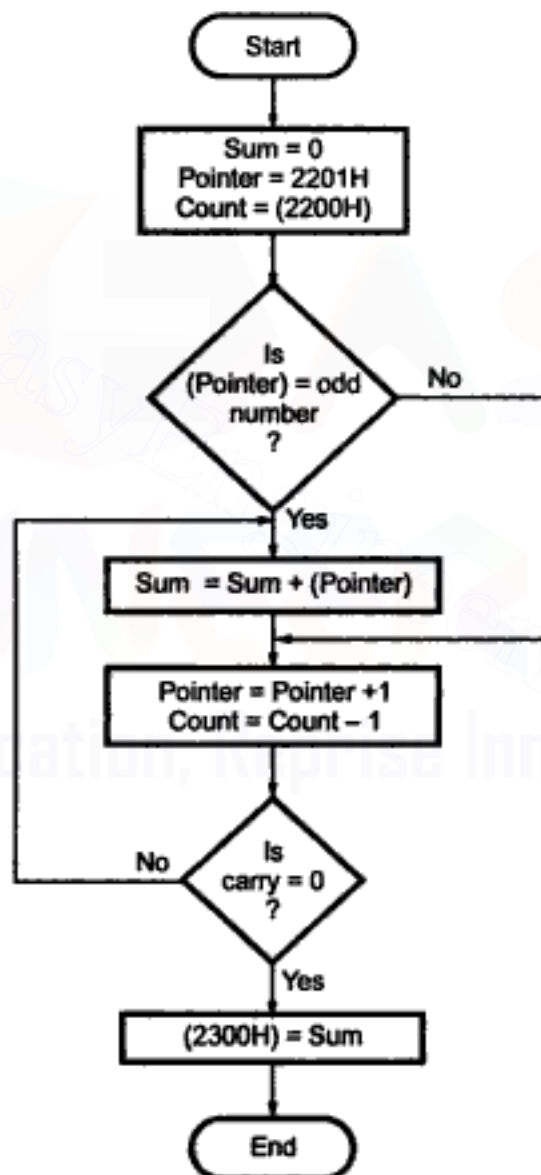 Start
Sum = 0
Pointer = 2201H
Count = (2200H)
Is
(Pointer) = odd
number
?
No
Yes
Sum = Sum + (Pointer)
Pointer = Pointer +1
Count = Count – 1
Is
carry = 0
?
No
Yes
(2300H) = Sum
End